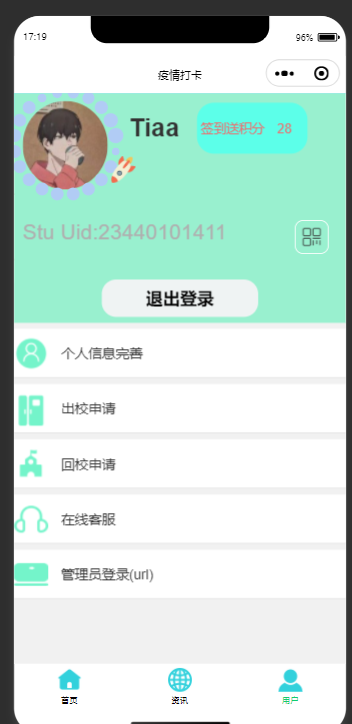 17:19
96%
疫情打卡
Tiaa
签到送积分 28
Stu Uid:23440101411
退出登录
个人信息完善
出校申请
回校申请
在线客服
管理员登录(url)
首页
资讯
用户